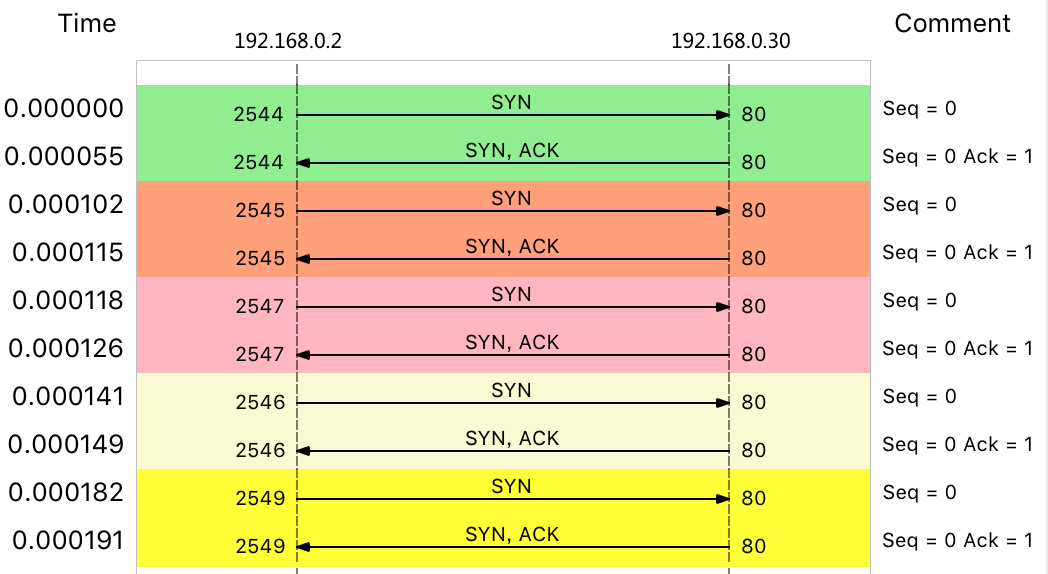 Time Comment
192.168.0.2 192.168.0.30
0.000000 2544 SYN 80 Seq = 0
0.000055 2544 SYN, ACK 80 Seq = 0 Ack = 1
0.000102 2545 SYN 80 Seq = 0
0.000115 2545 SYN, ACK 80 Seq = 0 Ack = 1
0.000118 2547 SYN 80 Seq = 0
0.000126 2547 SYN, ACK 80 Seq = 0 Ack = 1
0.000141 2546 SYN 80 Seq = 0
0.000149 2546 SYN, ACK 80 Seq = 0 Ack = 1
0.000182 2549 SYN 80 Seq = 0
0.000191 2549 SYN, ACK 80 Seq = 0 Ack = 1